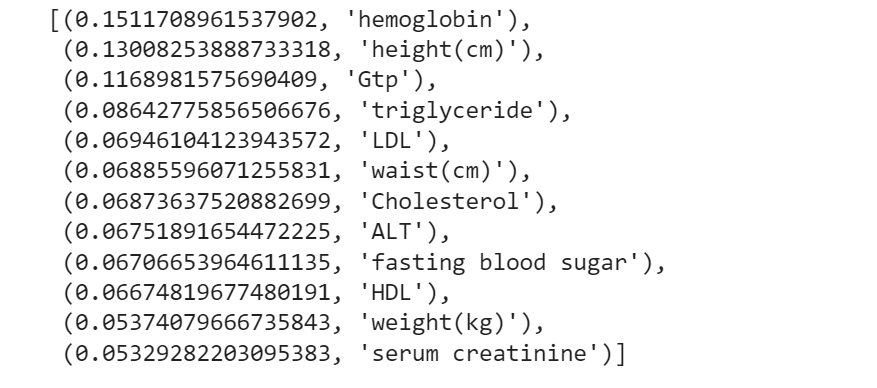 [(0.1511708961537902, 'hemoglobin'),
(0.13008253888733318, 'height(cm)'),
(0.1168981575690409, 'Gtp'),
(0.08642775856506676, 'triglyceride'),
(0.06946104123943572, 'LDL'),
(0.06885596071255831, 'waist(cm)'),
(0.06873637520882699, 'Cholesterol'),
(0.06751891654472225, 'ALT'),
(0.06706653964611135, 'fasting blood sugar'),
(0.06674819677480191, 'HDL'),
(0.05374079666735843, 'weight(kg)'),
(0.05329282203095383, 'serum creatinine')]